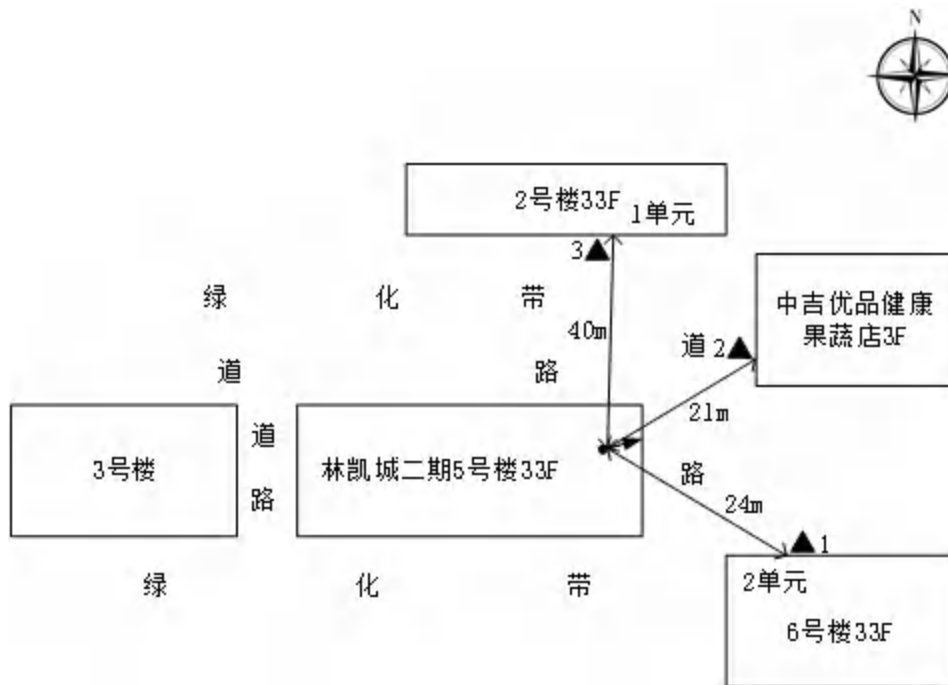 N
2号楼33F
1单元
3
绿 化 带
中吉优品健康
果蔬店3F
40m
道 2
道 路
21m
3号楼
道
路
林凯城二期5号楼33F
路
24m
1
绿 化 带
2单元
6号楼33F